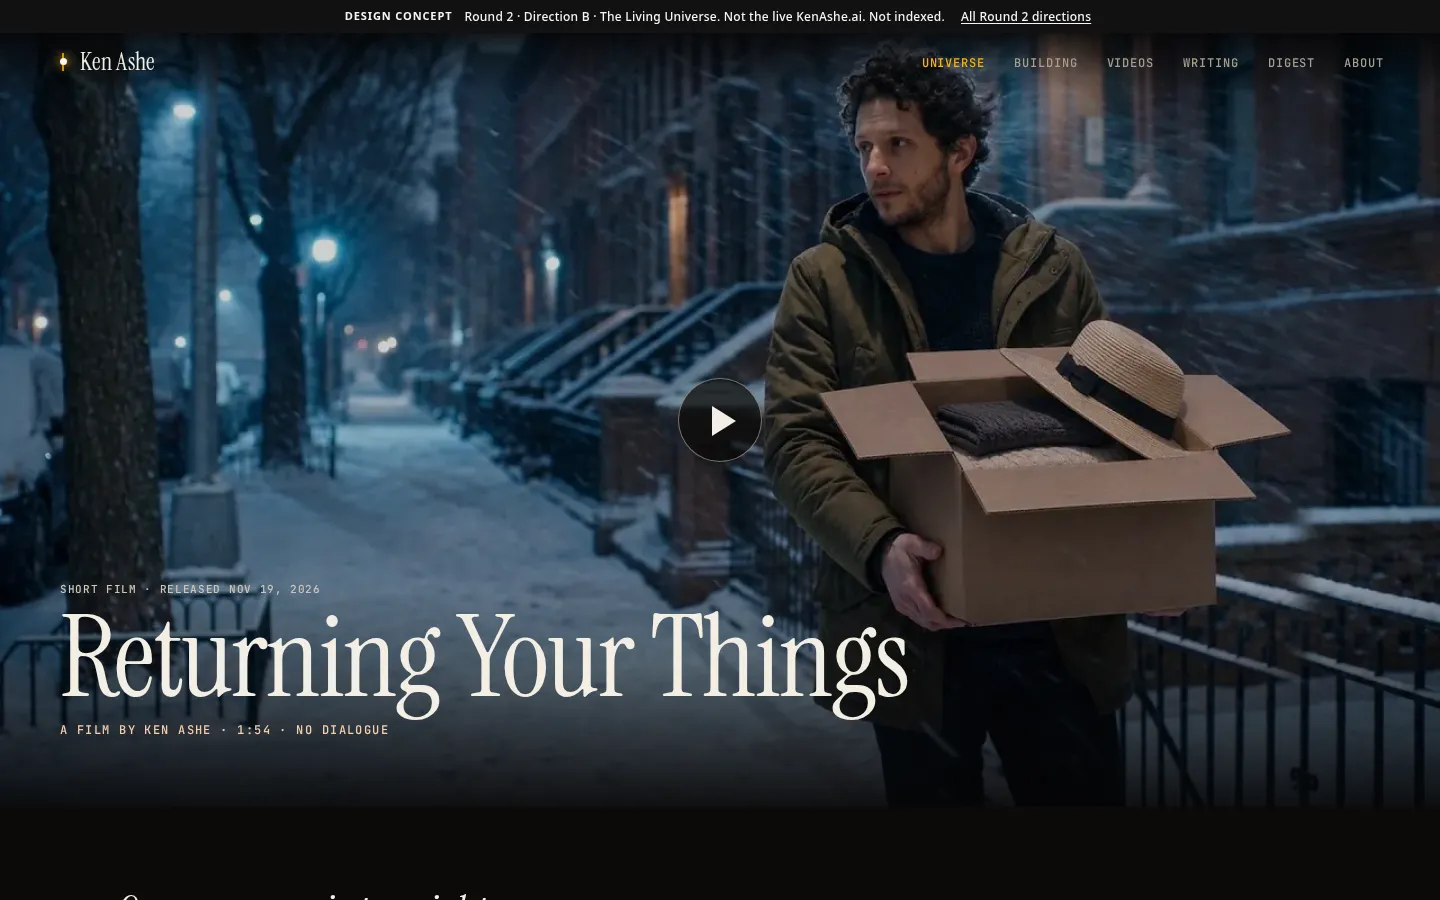 DESIGN CONCEPT Round 2 · Direction B · The Living Universe. Not the live KenAshe.ai. Not indexed. All Round 2 directions
Ken Ashe
UNIVERSE BUILDING VIDEOS WRITING DIGEST ABOUT
SHORT FILM · RELEASED NOV 19, 2026
Returning Your Things
A FILM BY KEN ASHE · 1:54 · NO DIALOGUE